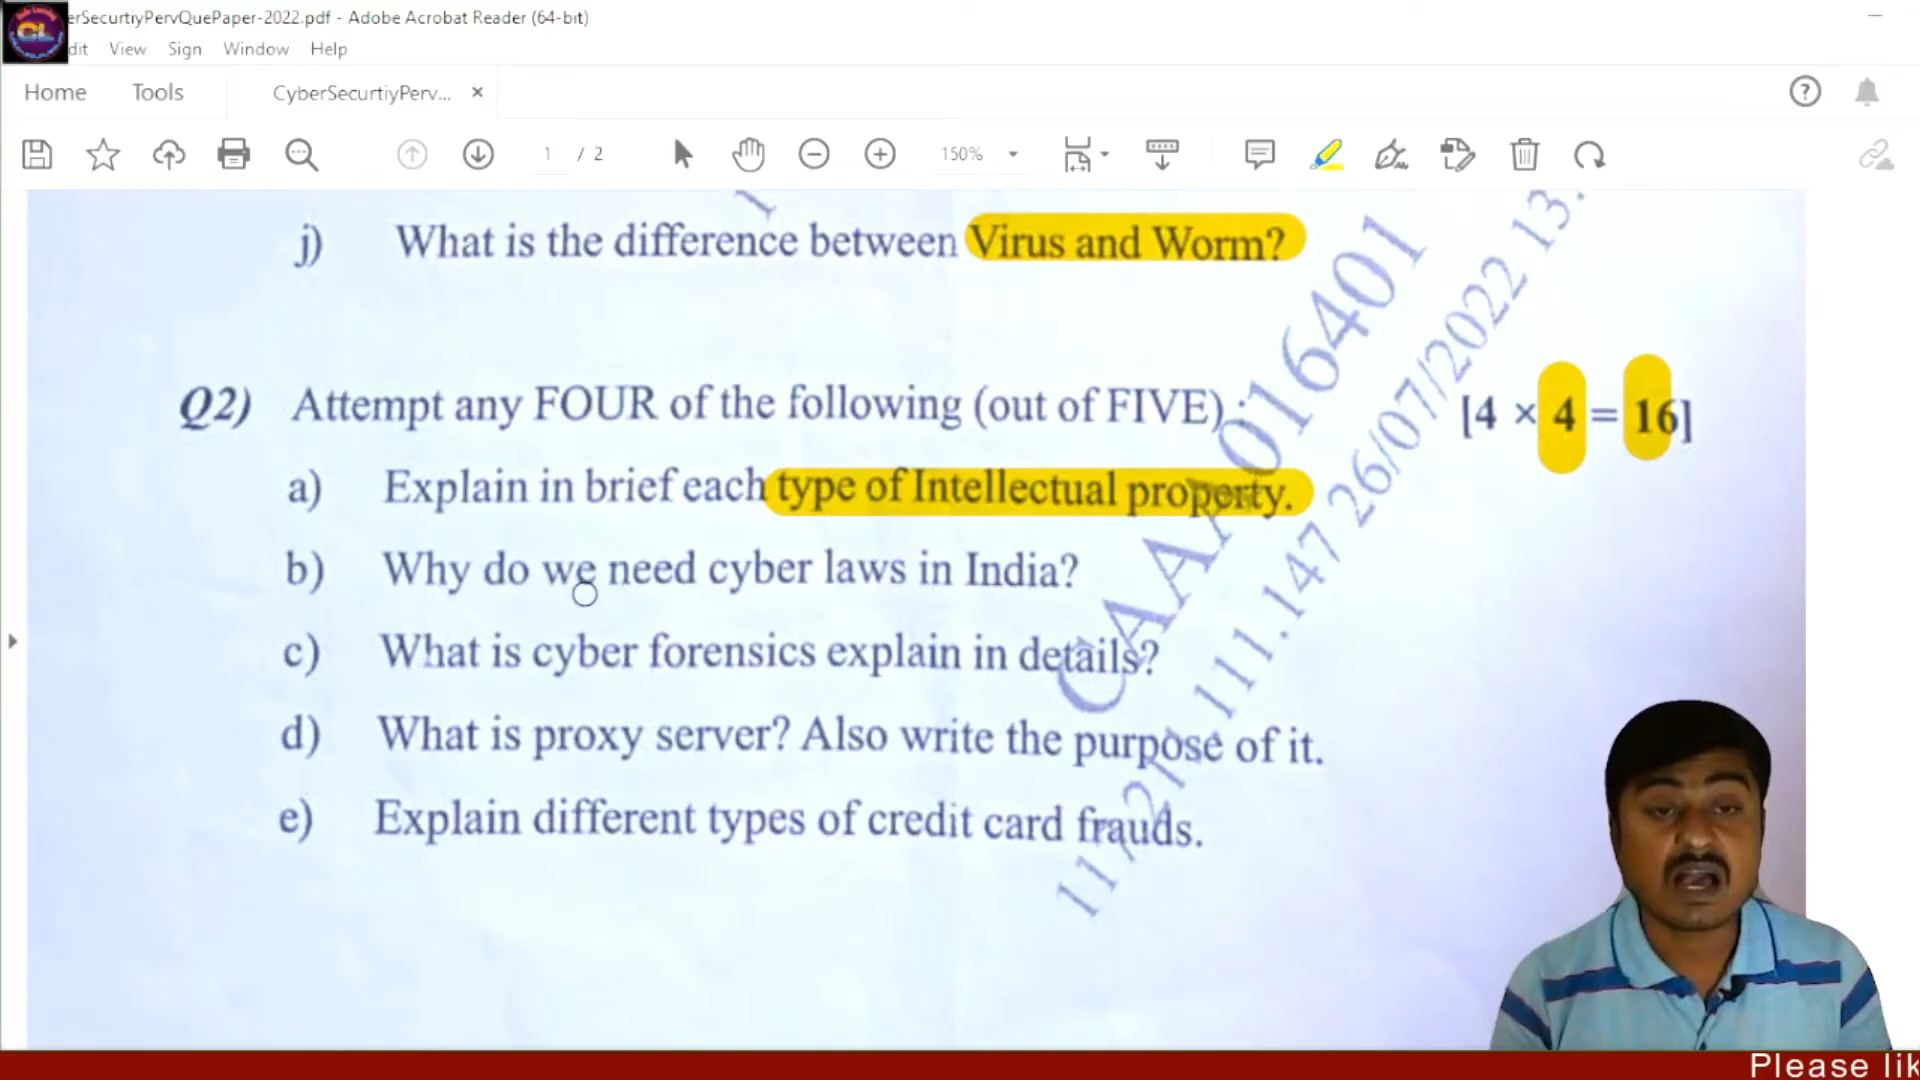 erSecurtiyPervQuePaper-2022.pdf - Adobe Acrobat Reader (64-bit)
CL
dit View Sign Window Help
Home Tools CyberSecurtiyPerv... ×
1 / 2 150%
j) What is the difference between Virus and Worm?
Q2) Attempt any FOUR of the following (out of FIVE) : [4 × 4 = 16]
a) Explain in brief each type of Intellectual property.
b) Why do we need cyber laws in India?
c) What is cyber forensics explain in details?
d) What is proxy server? Also write the purpose of it.
e) Explain different types of credit card frauds.
CAAA016401
111.147 26/07/2022 13.
Please lik